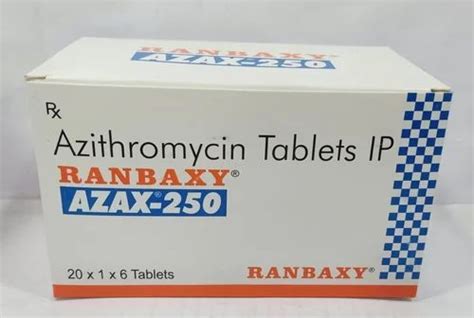 RANBAXY
AZAX-250
Rx
Azithromycin Tablets IP
RANBAXY®
AZAX®-250
20 x 1 x 6 Tablets
RANBAXY®